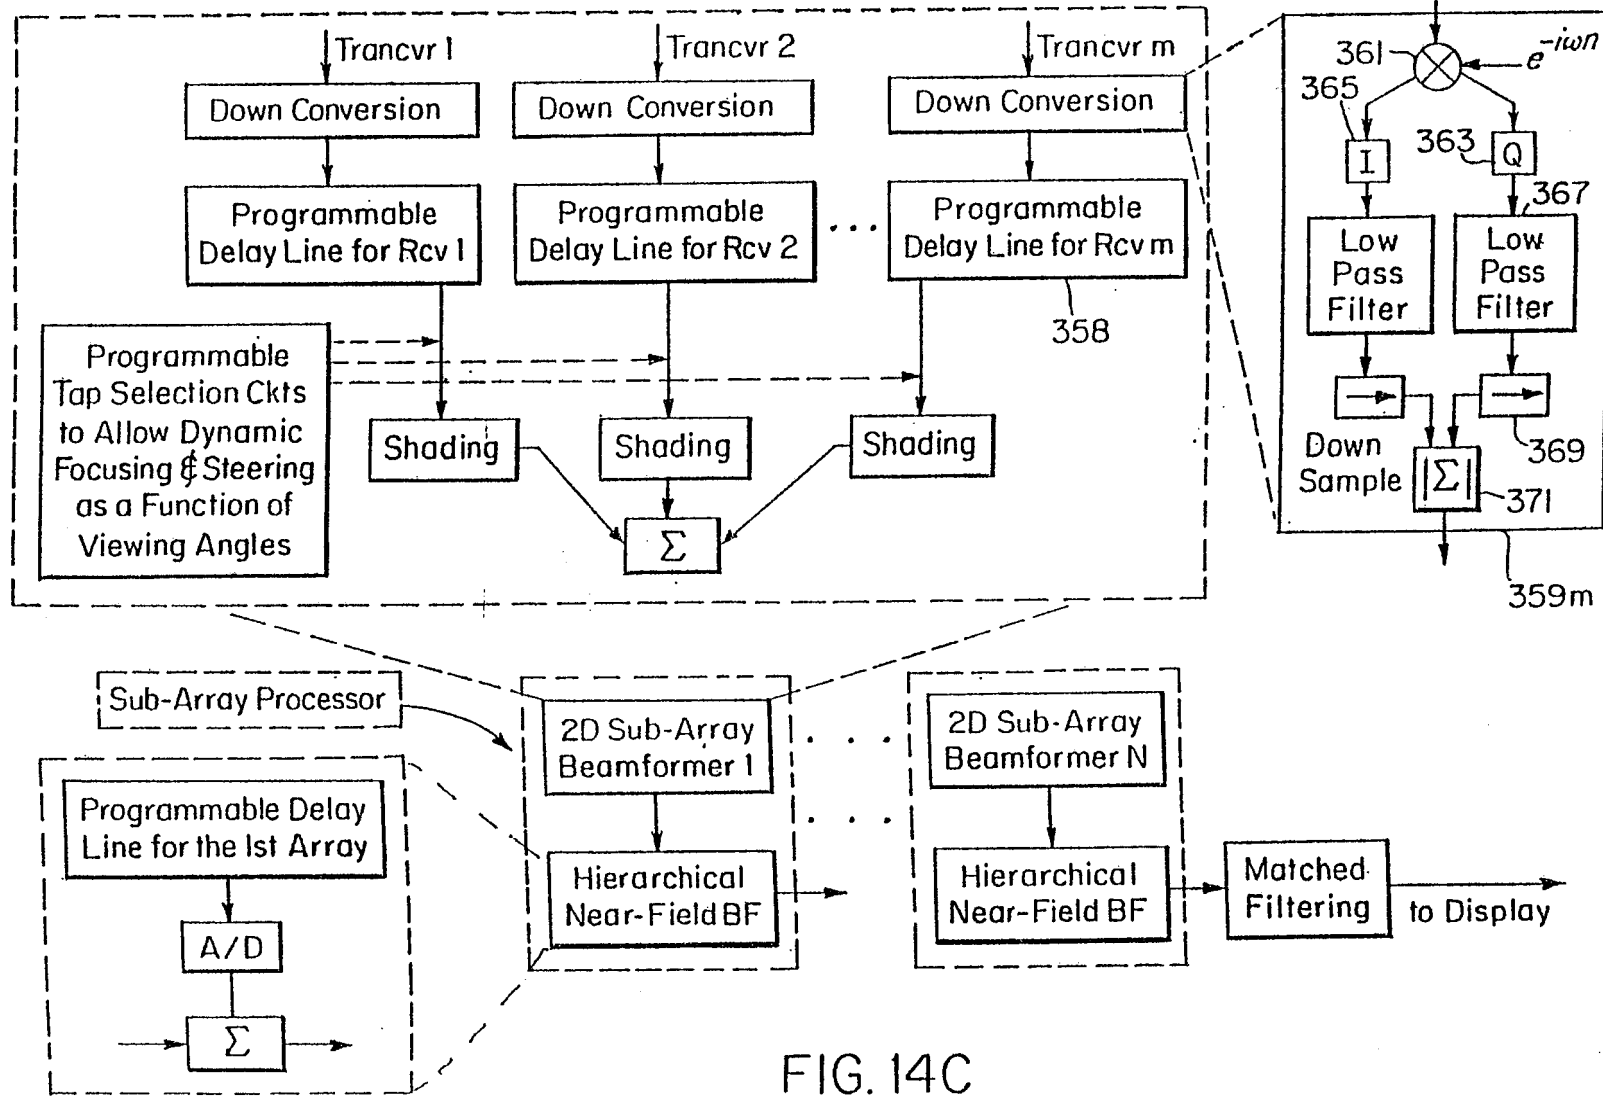 Trancvr 1
Trancvr 2
Trancvr m
Down Conversion
Down Conversion
Down Conversion
Programmable
Delay Line for Rcv 1
Programmable
Delay Line for Rcv 2
...
Programmable
Delay Line for Rcv m
358
Programmable
Tap Selection Ckts
to Allow Dynamic
Focusing & Steering
as a Function of
Viewing Angles
Shading
Shading
Shading
Σ
361
e^-iωn
365
363
I
Q
367
Low
Pass
Filter
Low
Pass
Filter
Down
Sample
369
|Σ|
371
359m
Sub-Array Processor
2D Sub-Array
Beamformer 1
. . .
2D Sub-Array
Beamformer N
Hierarchical
Near-Field BF
. . .
Hierarchical
Near-Field BF
Matched
Filtering
to Display
Programmable Delay
Line for the 1st Array
A/D
Σ
FIG. 14C